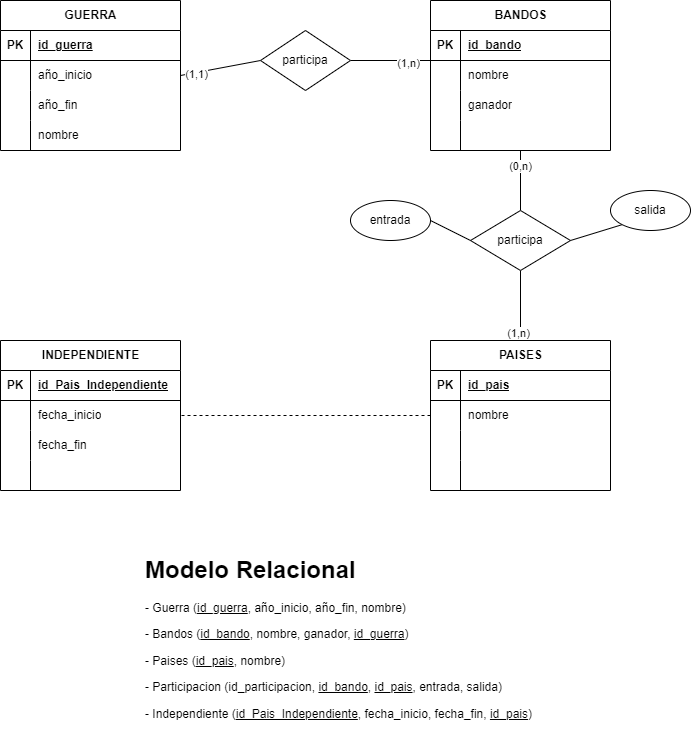 GUERRA
PK id_guerra
año_inicio
año_fin
nombre
participa
(1,1)
(1,n)
BANDOS
PK id_bando
nombre
ganador
(0,n)
entrada
participa
salida
(1,n)
INDEPENDIENTE
PK id_Pais_Independiente
fecha_inicio
fecha_fin
PAISES
PK id_pais
nombre
Modelo Relacional
- Guerra (id_guerra, año_inicio, año_fin, nombre)
- Bandos (id_bando, nombre, ganador, id_guerra)
- Paises (id_pais, nombre)
- Participacion (id_participacion, id_bando, id_pais, entrada, salida)
- Independiente (id_Pais_Independiente, fecha_inicio, fecha_fin, id_pais)